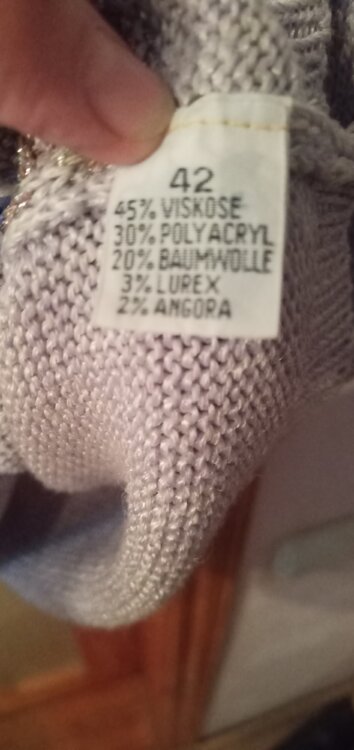 42
45% VISKOSE
30% POLYACRYL
20% BAUMWOLLE
3% LUREX
2% ANGORA